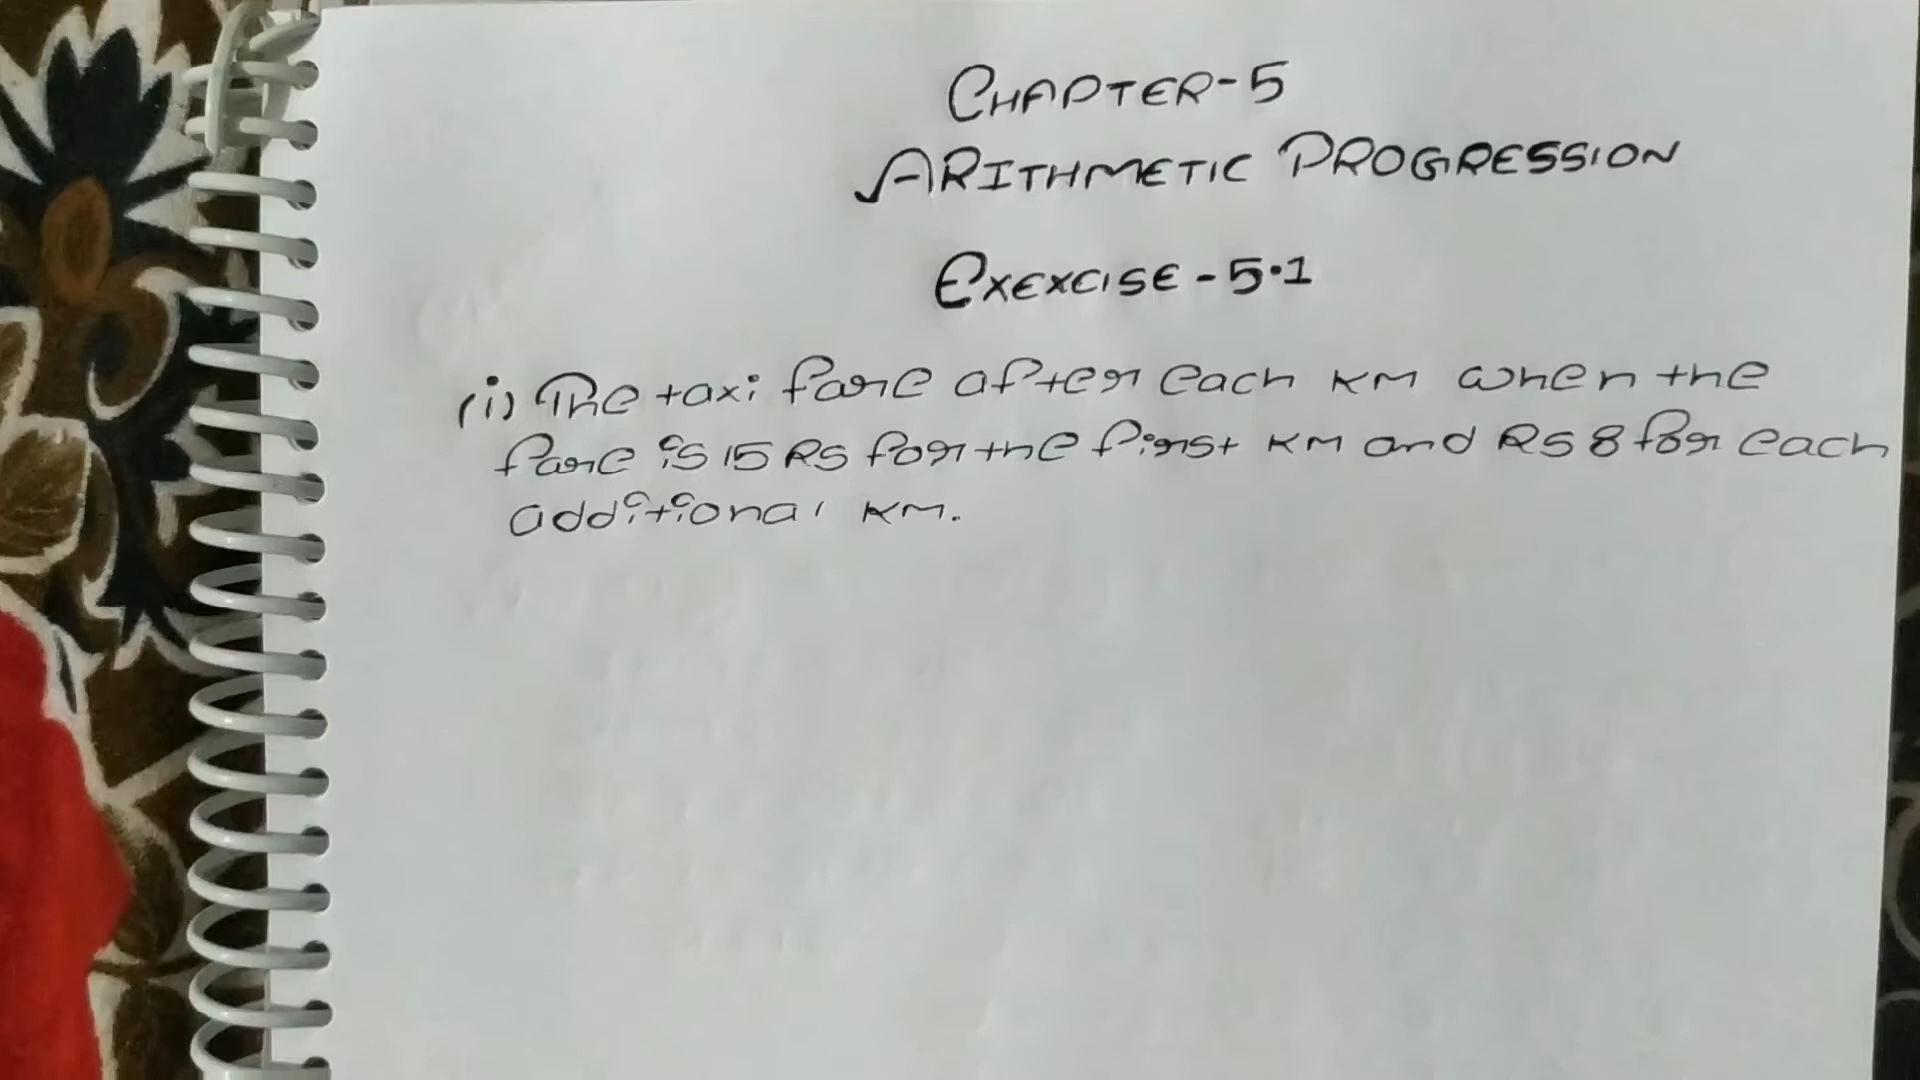 CHAPTER-5
ARITHMETIC PROGRESSION
EXEXCISE-5.1
(i) The taxi fare after each KM when the
fare is 15 RS for the first KM and RS 8 for each
additional KM.